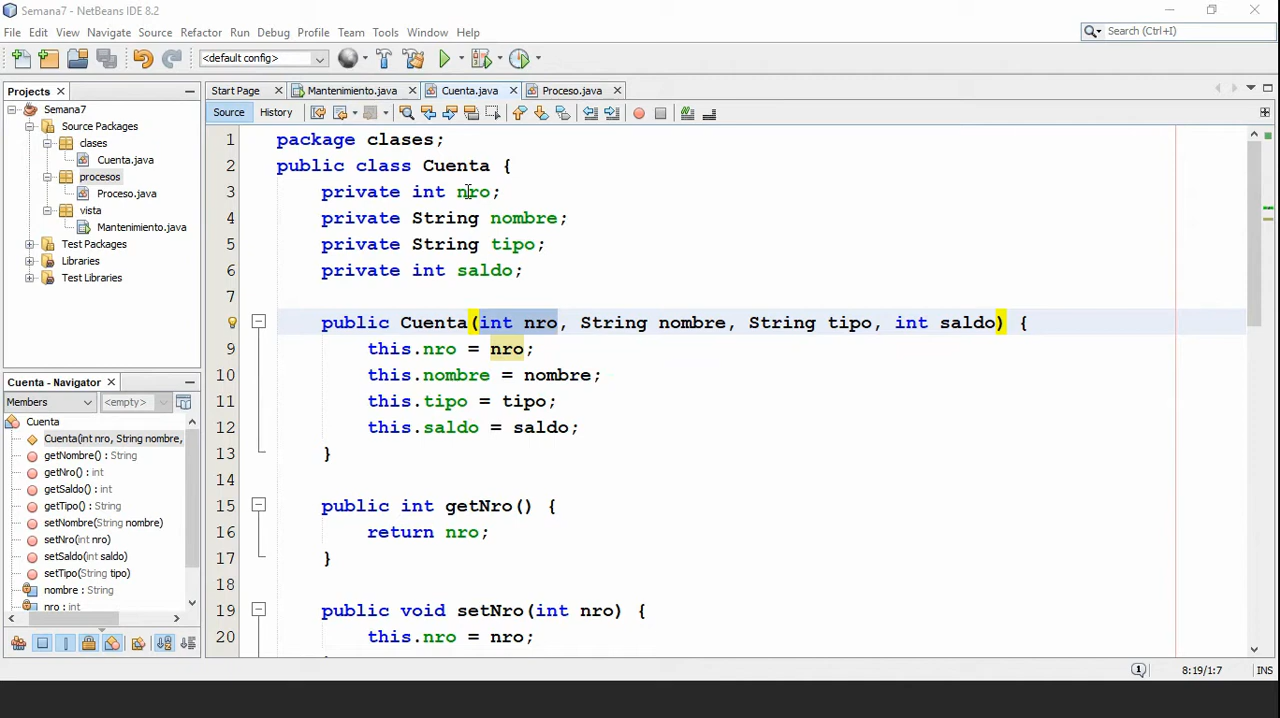 Semana7 - NetBeans IDE 8.2
File Edit View Navigate Source Refactor Run Debug Profile Team Tools Window Help
Search (Ctrl+I)
<default config>
Projects
Start Page Mantenimiento.java Cuenta.java Proceso.java
Semana7
Source Packages
clases
Cuenta.java
procesos
Proceso.java
vista
Mantenimiento.java
Test Packages
Libraries
Test Libraries
Source History
1 package clases;
2 public class Cuenta {
3 private int nro;
4 private String nombre;
5 private String tipo;
6 private int saldo;
7
8 public Cuenta(int nro, String nombre, String tipo, int saldo) {
9 this.nro = nro;
10 this.nombre = nombre;
11 this.tipo = tipo;
12 this.saldo = saldo;
13 }
14
15 public int getNro() {
16 return nro;
17 }
18
19 public void setNro(int nro) {
20 this.nro = nro;
Cuenta - Navigator
Members <empty>
Cuenta
Cuenta(int nro, String nombre,
getNombre() : String
getNro() : int
getSaldo() : int
getTipo() : String
setNombre(String nombre)
setNro(int nro)
setSaldo(int saldo)
setTipo(String tipo)
nombre : String
nro : int
8:19/1:7 INS